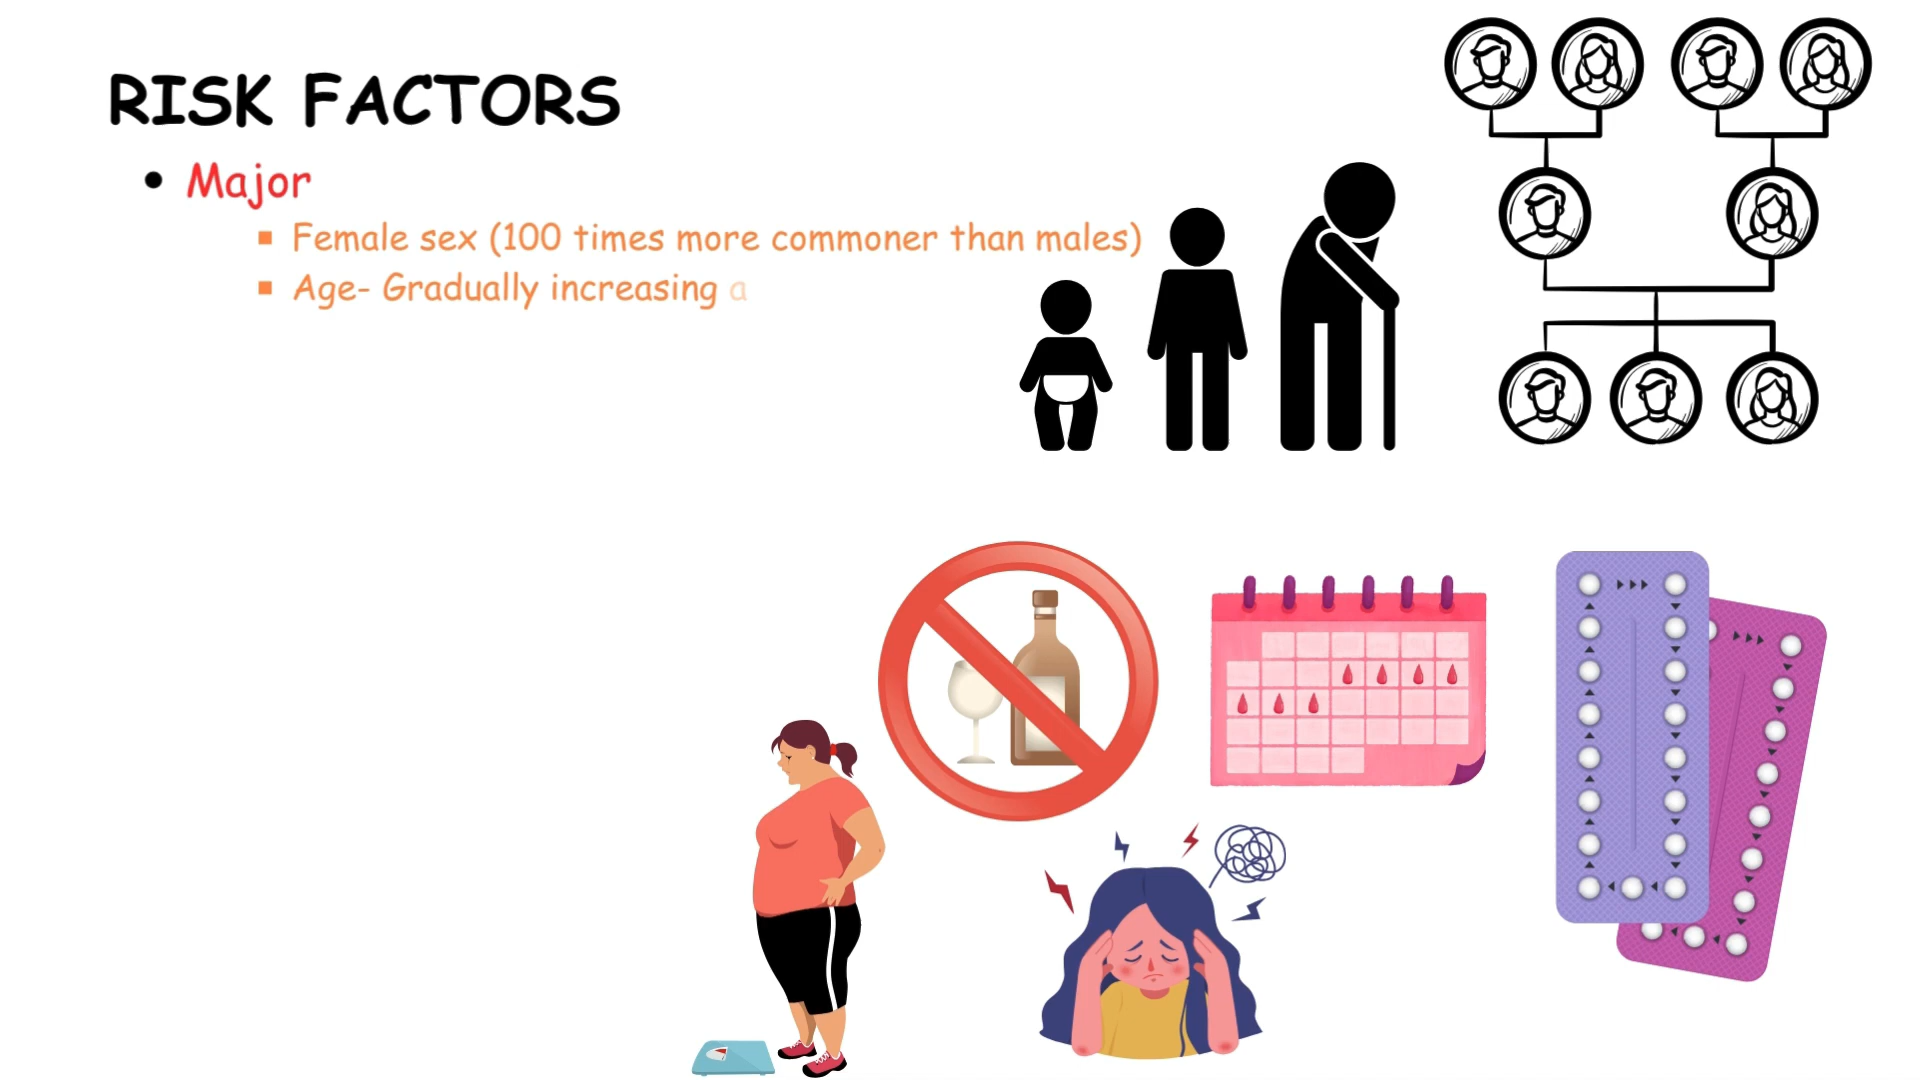 RISK FACTORS
• Major
▪ Female sex (100 times more commoner than males)
▪ Age- Gradually increasing a